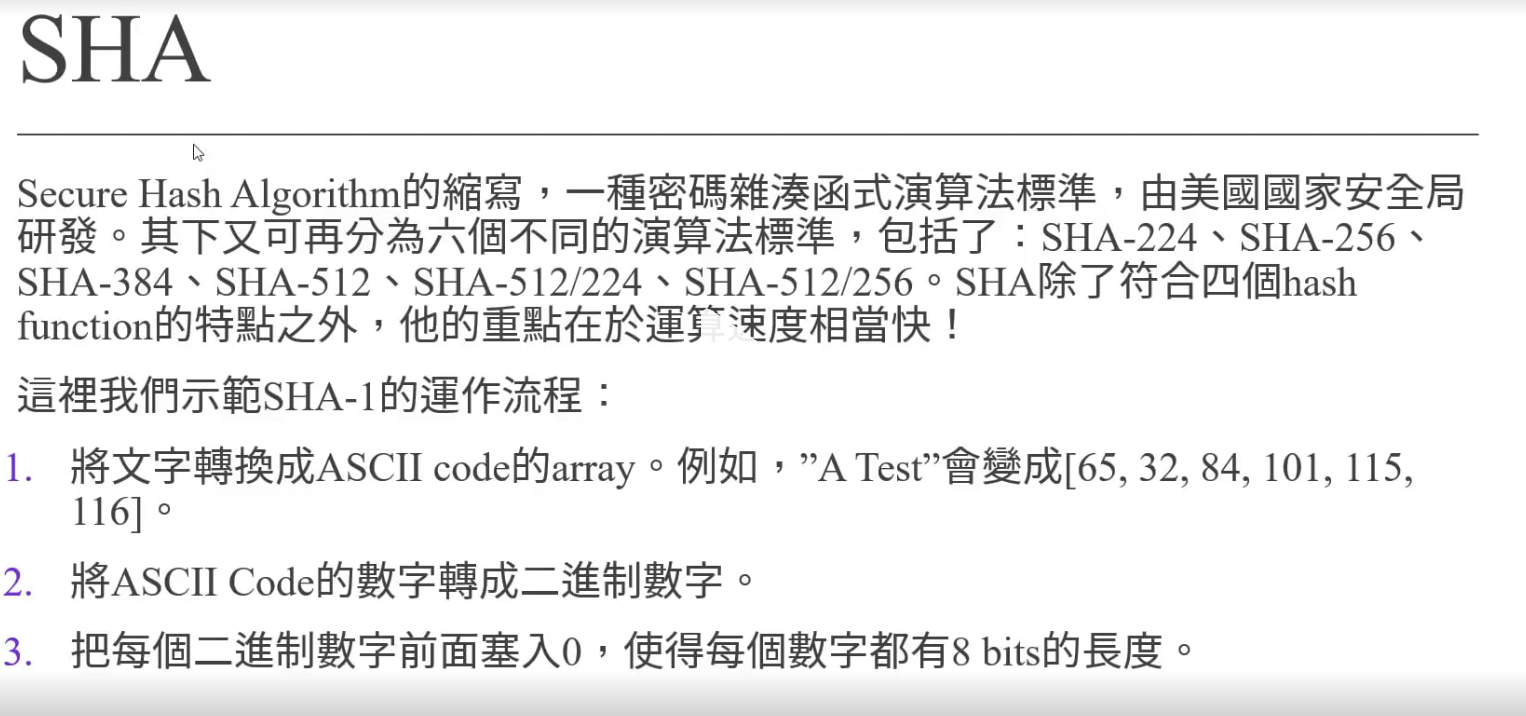 SHA
Secure Hash Algorithm的縮寫，一種密碼雜湊函式演算法標準，由美國國家安全局
研發。其下又可再分為六個不同的演算法標準，包括了：SHA-224、SHA-256、
SHA-384、SHA-512、SHA-512/224、SHA-512/256。SHA除了符合四個hash
function的特點之外，他的重點在於運算速度相當快！
這裡我們示範SHA-1的運作流程：
1. 將文字轉換成ASCII code的array。例如，”A Test”會變成[65, 32, 84, 101, 115,
116]。
2. 將ASCII Code的數字轉成二進制數字。
3. 把每個二進制數字前面塞入0，使得每個數字都有8 bits的長度。